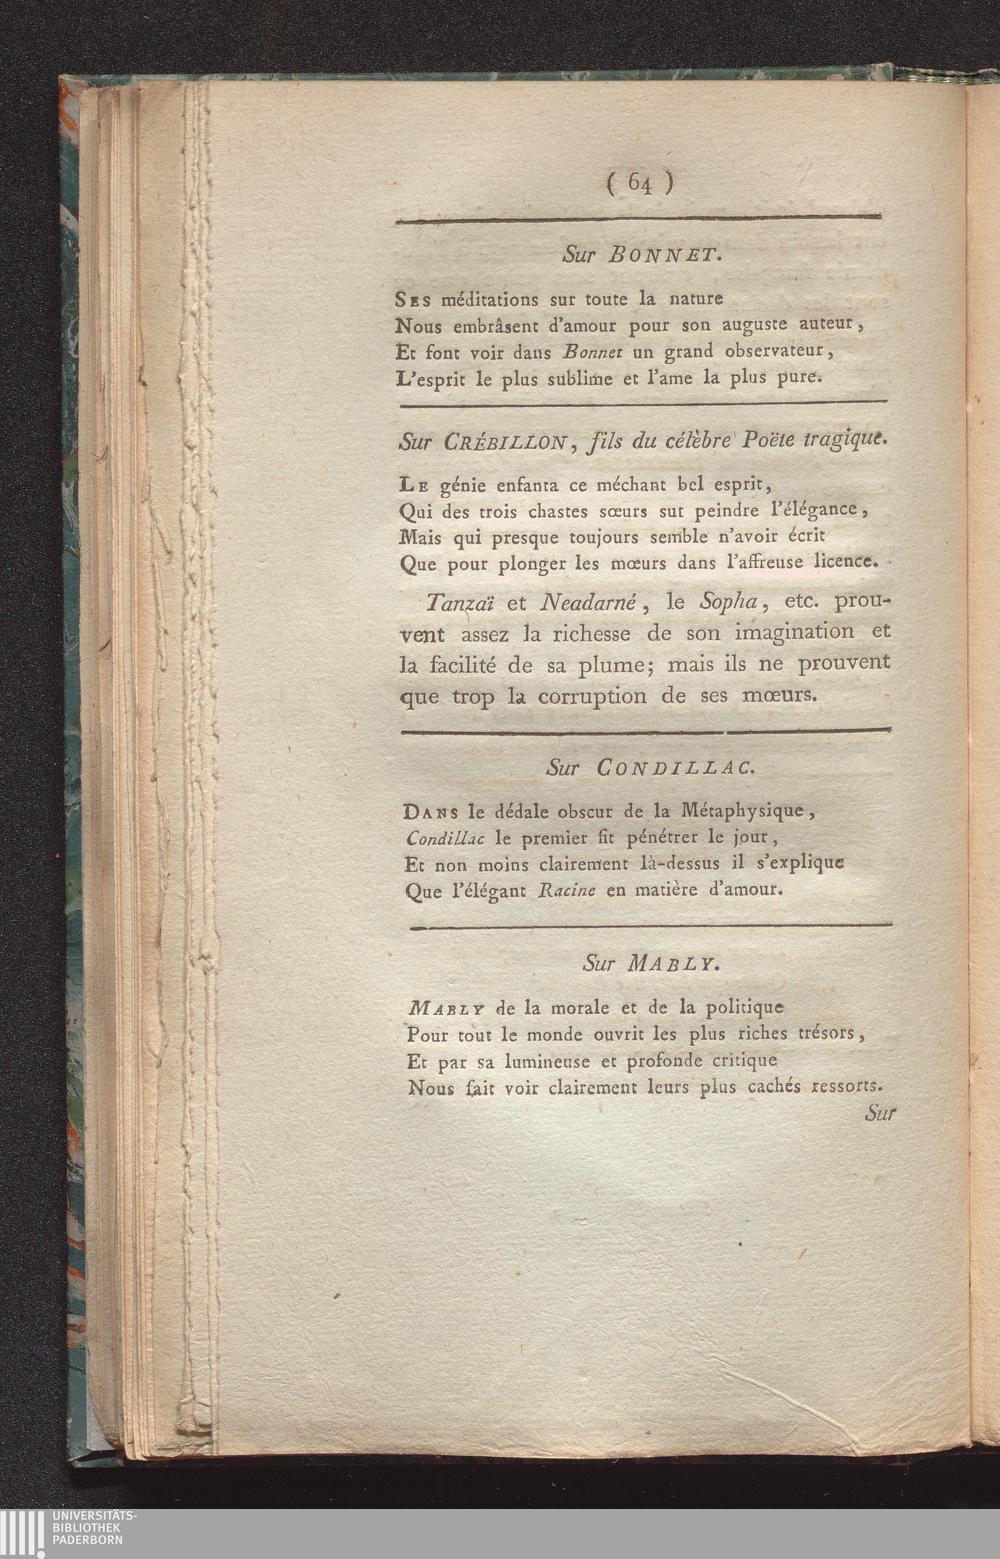 ( 64 )
Sur BONNET.
SES méditations sur toute la nature
Nous embrâsent d'amour pour son auguste auteur,
Et font voir dans Bonnet un grand observateur,
L'esprit le plus sublime et l'ame la plus pure.
Sur CRÉBILLON, fils du célèbre Poëte tragique.
LE génie enfanta ce méchant bel esprit,
Qui des trois chastes sœurs sut peindre l'élégance,
Mais qui presque toujours semble n'avoir écrit
Que pour plonger les mœurs dans l'affreuse licence.
Tanzaï et Neadarné, le Sopha, etc. prou-
vent assez la richesse de son imagination et
la facilité de sa plume; mais ils ne prouvent
que trop la corruption de ses mœurs.
Sur CONDILLAC.
DANS le dédale obscur de la Métaphysique,
Condillac le premier fit pénétrer le jour,
Et non moins clairement là-dessus il s'explique
Que l'élégant Racine en matière d'amour.
Sur MABLY.
MABLY de la morale et de la politique
Pour tout le monde ouvrit les plus riches trésors,
Et par sa lumineuse et profonde critique
Nous fait voir clairement leurs plus cachés ressorts.
Sur
UNIVERSITÄTS-
BIBLIOTHEK
PADERBORN